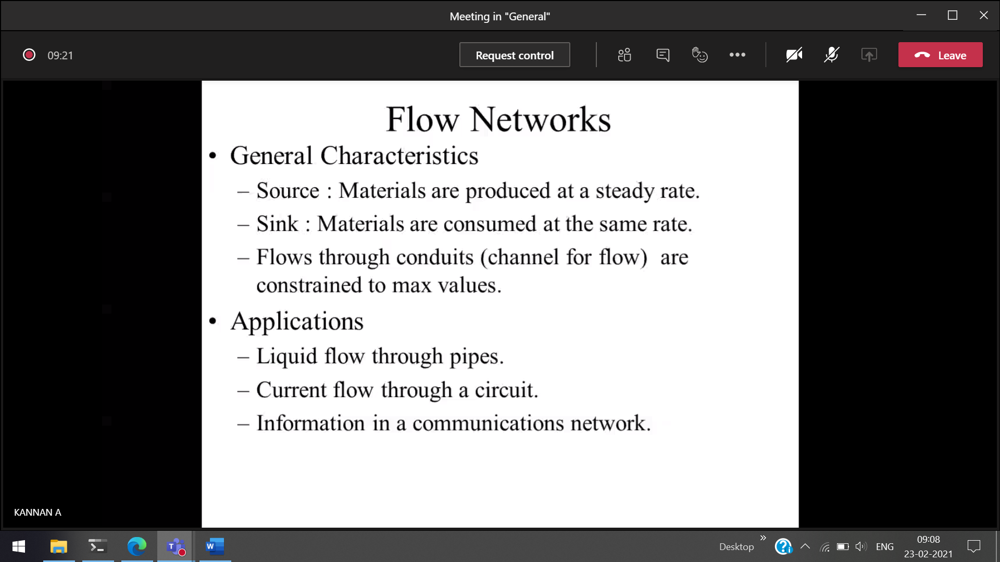 Meeting in "General"
09:21
Request control
Leave
Flow Networks
• General Characteristics
– Source : Materials are produced at a steady rate.
– Sink : Materials are consumed at the same rate.
– Flows through conduits (channel for flow) are
constrained to max values.
• Applications
– Liquid flow through pipes.
– Current flow through a circuit.
– Information in a communications network.
KANNAN A
Desktop
ENG
09:08
23-02-2021